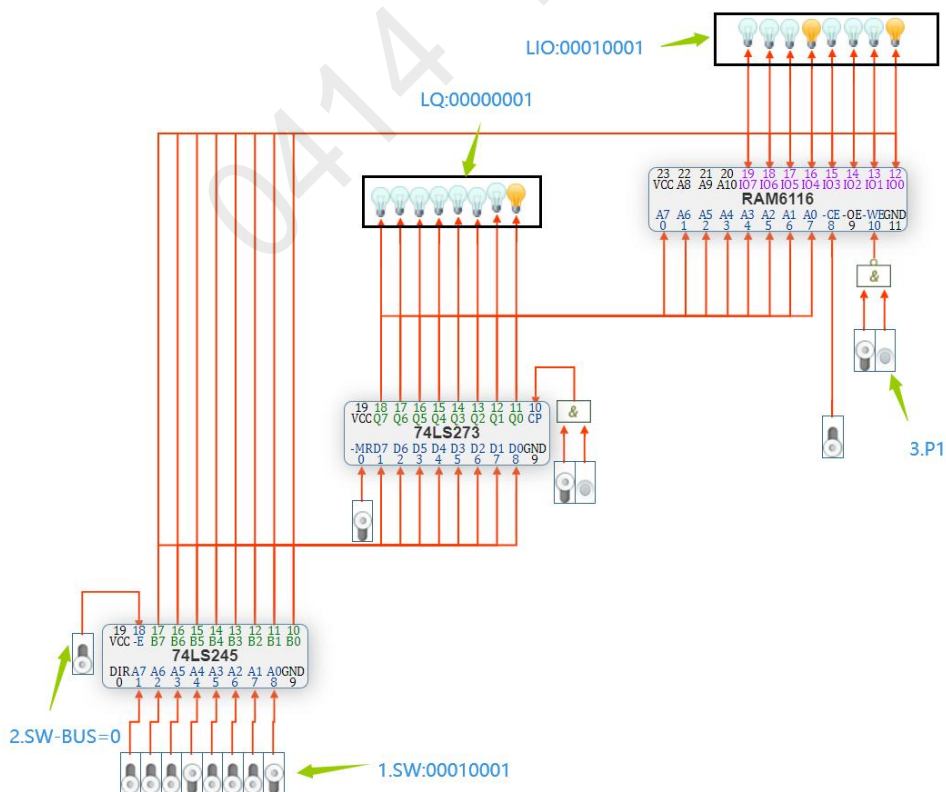 0414
LIO:00010001
LQ:00000001
23 22 21 20 19 18 17 16 15 14 13 12
VCC A8 A9 A10 IO7 IO6 IO5 IO4 IO3 IO2 IO1 IO0
RAM6116
A7 A6 A5 A4 A3 A2 A1 A0 -CE -OE -WE GND
0 1 2 3 4 5 6 7 8 9 10 11
&
3.P1
19 18 17 16 15 14 13 12 11 10
VCC Q7 Q6 Q5 Q4 Q3 Q2 Q1 Q0 CP
&
74LS273
-MR D7 D6 D5 D4 D3 D2 D1 D0 GND
0 1 2 3 4 5 6 7 8 9
19 18 17 16 15 14 13 12 11 10
VCC -E B7 B6 B5 B4 B3 B2 B1 B0
74LS245
DIR A7 A6 A5 A4 A3 A2 A1 A0 GND
0 1 2 3 4 5 6 7 8 9
2.SW-BUS=0
1.SW:00010001